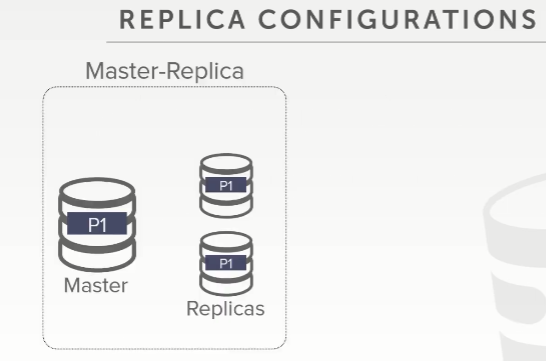 REPLICA CONFIGURATIONS
Master-Replica
P1
Master
P1
P1
Replicas